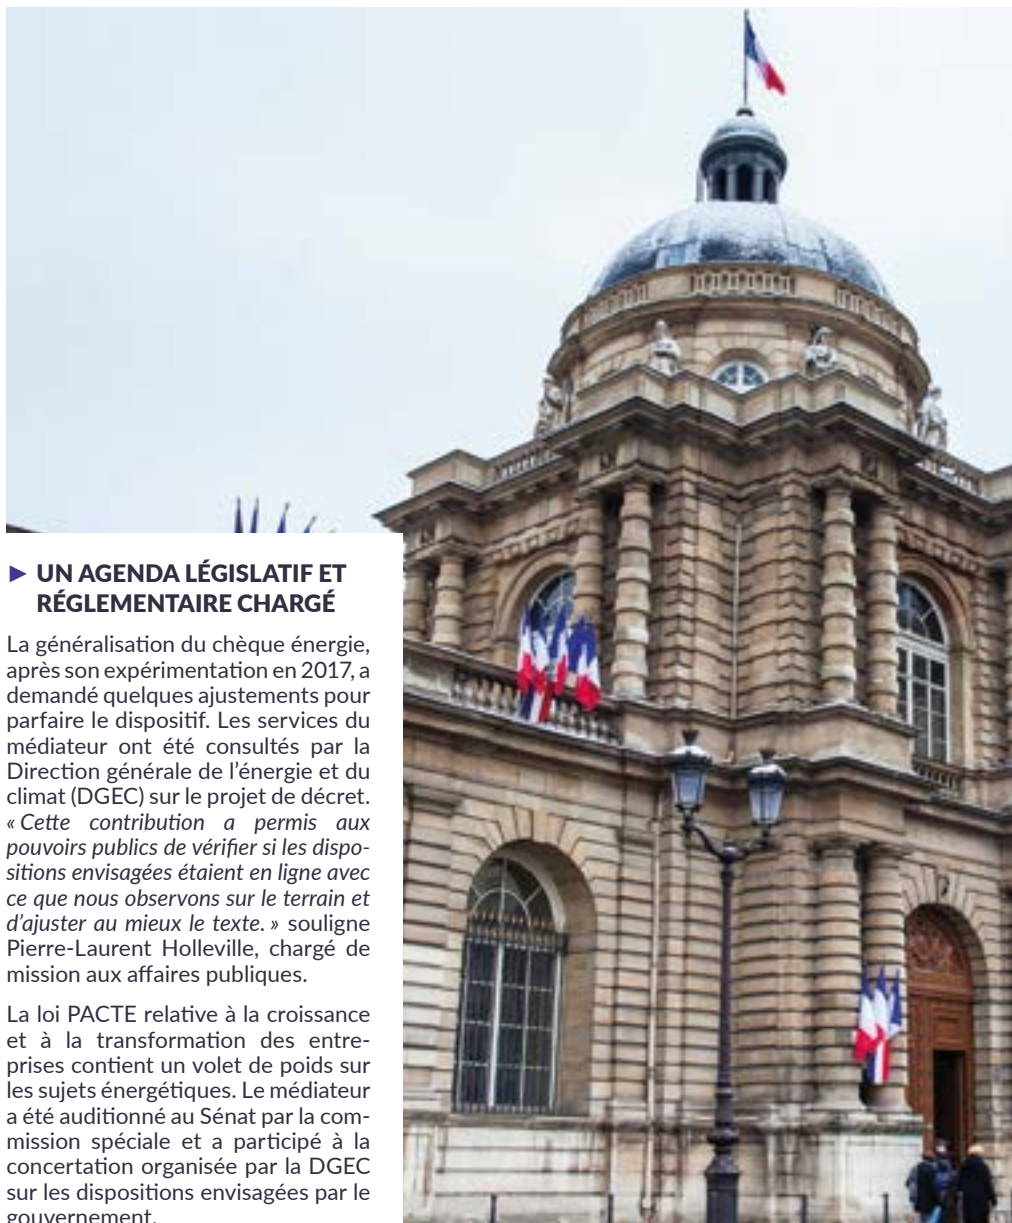 ► UN AGENDA LÉGISLATIF ET
RÉGLEMENTAIRE CHARGÉ
La généralisation du chèque énergie,
après son expérimentation en 2017, a
demandé quelques ajustements pour
parfaire le dispositif. Les services du
médiateur ont été consultés par la
Direction générale de l’énergie et du
climat (DGEC) sur le projet de décret.
« Cette contribution a permis aux
pouvoirs publics de vérifier si les dispo-
sitions envisagées étaient en ligne avec
ce que nous observons sur le terrain et
d’ajuster au mieux le texte. » souligne
Pierre-Laurent Holleville, chargé de
mission aux affaires publiques.
La loi PACTE relative à la croissance
et à la transformation des entre-
prises contient un volet de poids sur
les sujets énergétiques. Le médiateur
a été auditionné au Sénat par la com-
mission spéciale et a participé à la
concertation organisée par la DGEC
sur les dispositions envisagées par le
gouvernement.